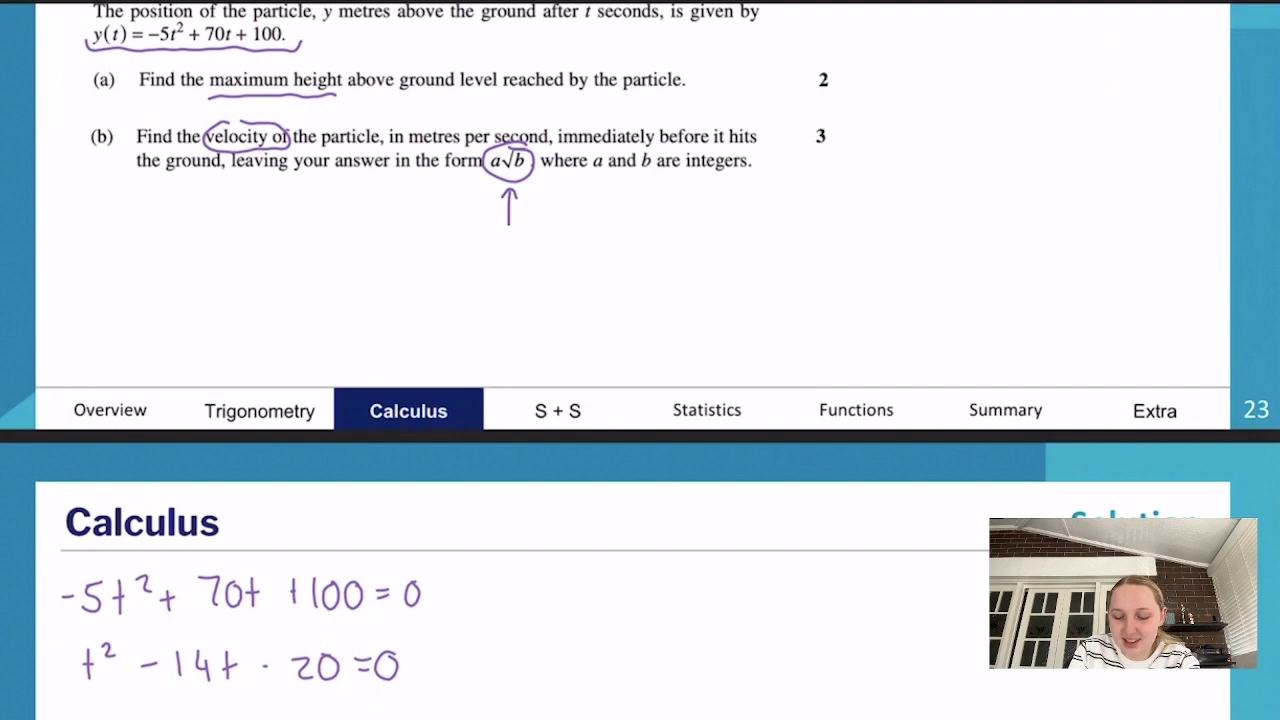 The position of the particle, y metres above the ground after t seconds, is given by
y(t) = −5t² + 70t + 100.
(a) Find the maximum height above ground level reached by the particle. 2
(b) Find the velocity of the particle, in metres per second, immediately before it hits 3
the ground, leaving your answer in the form a√b where a and b are integers.
Overview Trigonometry Calculus S + S Statistics Functions Summary Extra 23
Calculus
-5t² + 70t + 100 = 0
t² - 14t - 20 = 0